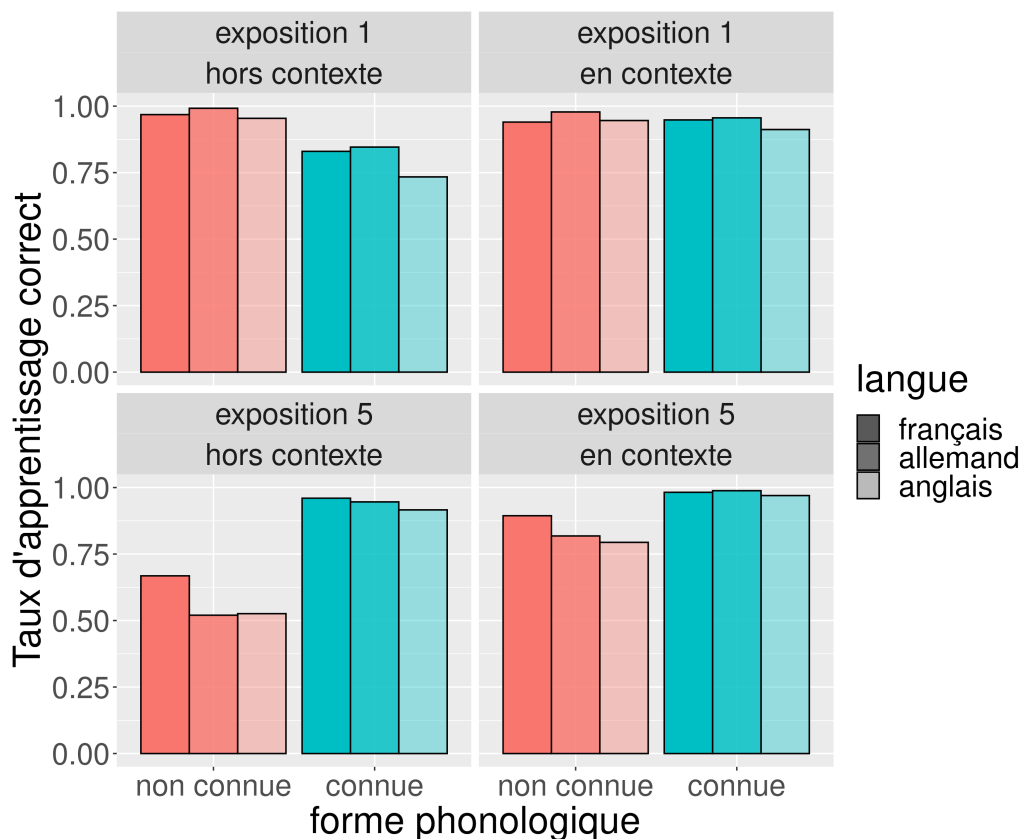 exposition 1
hors contexte
exposition 1
en contexte
1.00
0.75
0.50
0.25
0.00
exposition 5
hors contexte
exposition 5
en contexte
1.00
0.75
0.50
0.25
0.00
Taux d'apprentissage correct
non connue
connue
non connue
connue
forme phonologique
langue
français
allemand
anglais